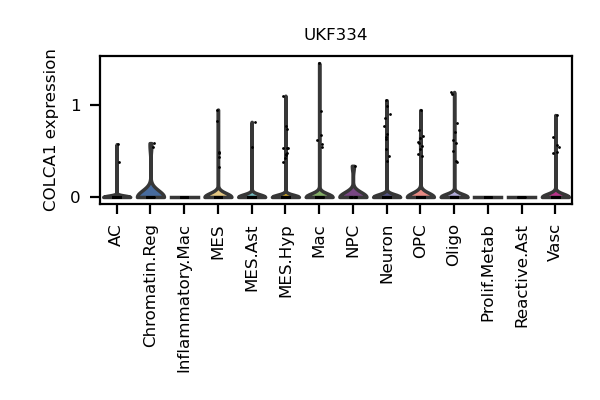 UKF334
COLCA1 expression
1
0
AC
Chromatin.Reg
Inflammatory.Mac
MES
MES.Ast
MES.Hyp
Mac
NPC
Neuron
OPC
Oligo
Prolif.Metab
Reactive.Ast
Vasc